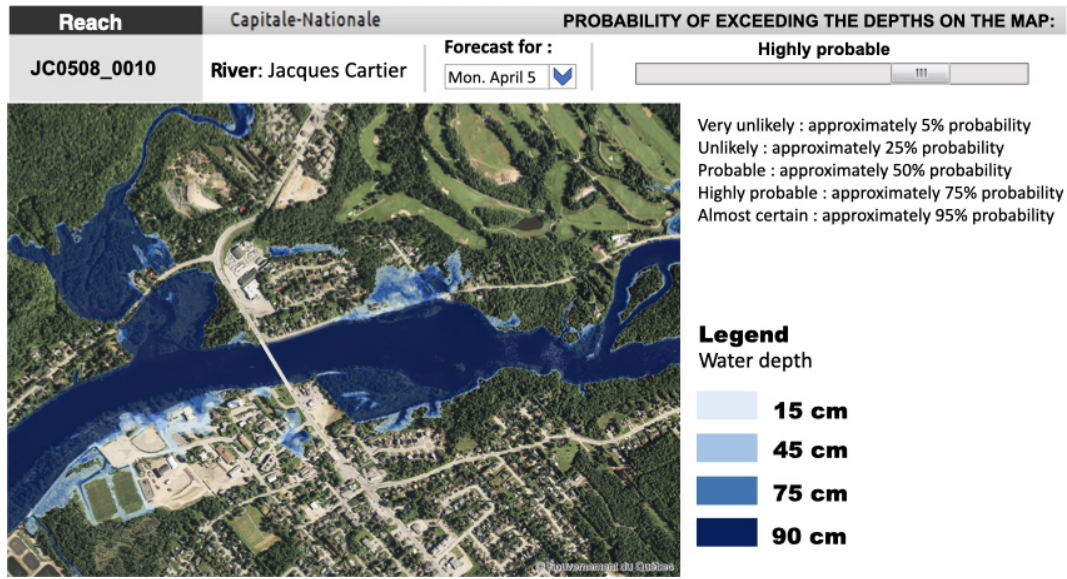 Reach
Capitale-Nationale
PROBABILITY OF EXCEEDING THE DEPTHS ON THE MAP:
JC0508_0010
River: Jacques Cartier
Forecast for :
Mon. April 5
Highly probable
Very unlikely : approximately 5% probability
Unlikely : approximately 25% probability
Probable : approximately 50% probability
Highly probable : approximately 75% probability
Almost certain : approximately 95% probability
Legend
Water depth
15 cm
45 cm
75 cm
90 cm
© Gouvernement du Québec